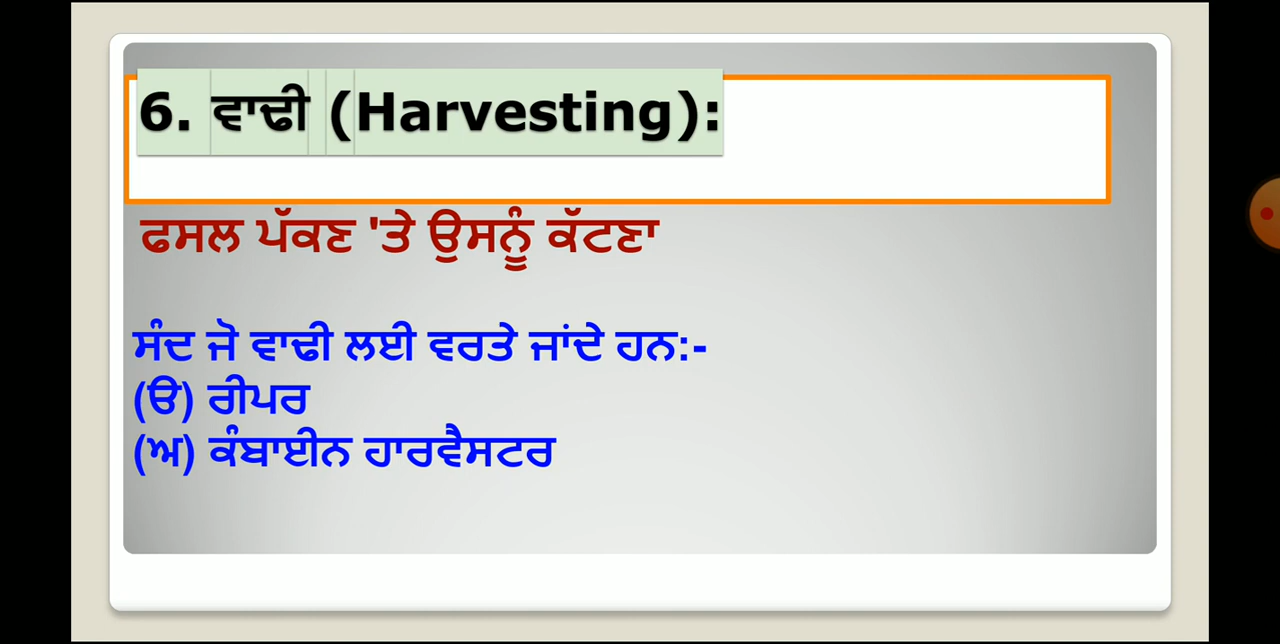 6. ਵਾਢੀ (Harvesting):
ਫਸਲ ਪੱਕਣ 'ਤੇ ਉਸਨੂੰ ਕੱਟਣਾ
ਸੰਦ ਜੋ ਵਾਢੀ ਲਈ ਵਰਤੇ ਜਾਂਦੇ ਹਨ:-
(ੳ) ਰੀਪਰ
(ਅ) ਕੰਬਾਈਨ ਹਾਰਵੈਸਟਰ